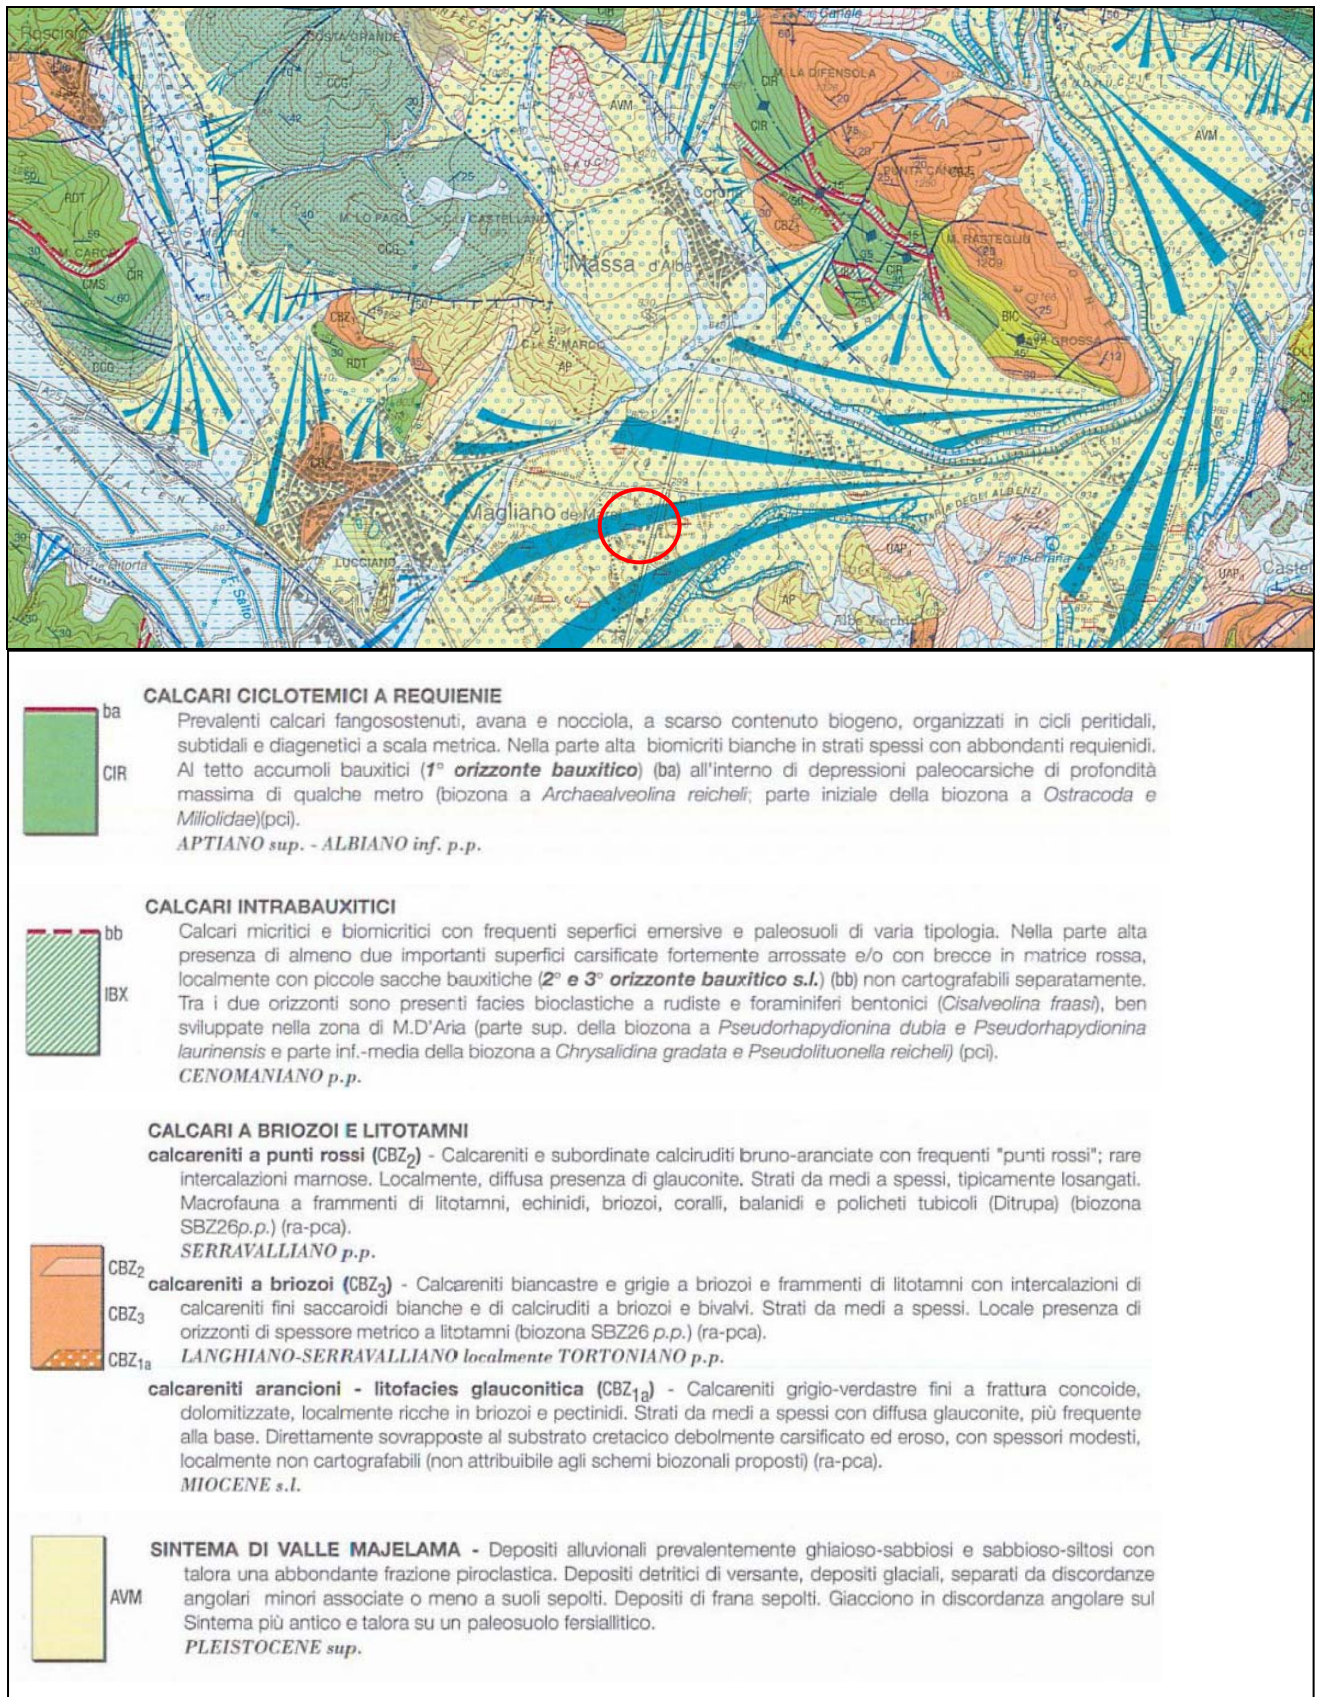 COSTA GRANDE
CCG
M. LA DIFENSOLA
CIR
AVM
AVM
RDT
PUNTA CANALE
M. LO PAGO
C.LE CASTELLANO
CBZ₃
M. RASTEGLIU
1209
Massa d'Albe
M. CARCE
CIR
CMS
CCG
CBZ₃
RDT
AP
CIR
BIC
Magliano de' Marsi
LUCCIANO
F. Salto
UAP
AP
Albe Vecchio
ba
CIR
CALCARI CICLOTEMICI A REQUIENIE
Prevalenti calcari fangosostenuti, avana e nocciola, a scarso contenuto biogeno, organizzati in cicli peritidali,
subtidali e diagenetici a scala metrica. Nella parte alta biomicriti bianche in strati spessi con abbondanti requienidi.
Al tetto accumoli bauxitici (1° orizzonte bauxitico) (ba) all'interno di depressioni paleocarsiche di profondità
massima di qualche metro (biozona a Archaealveolina reicheli; parte iniziale della biozona a Ostracoda e
Miliolidae)(pci).
APTIANO sup. - ALBIANO inf. p.p.
bb
IBX
CALCARI INTRABAUXITICI
Calcari micritici e biomicritici con frequenti seperfici emersive e paleosuoli di varia tipologia. Nella parte alta
presenza di almeno due importanti superfici carsificate fortemente arrossate e/o con brecce in matrice rossa,
localmente con piccole sacche bauxitiche (2° e 3° orizzonte bauxitico s.l.) (bb) non cartografabili separatamente.
Tra i due orizzonti sono presenti facies bioclastiche a rudiste e foraminiferi bentonici (Cisalveolina fraasi), ben
sviluppate nella zona di M.D'Aria (parte sup. della biozona a Pseudorhapydionina dubia e Pseudorhapydionina
laurinensis e parte inf.-media della biozona a Chrysalidina gradata e Pseudolituonella reicheli) (pci).
CENOMANIANO p.p.
CALCARI A BRIOZOI E LITOTAMNI
calcareniti a punti rossi (CBZ₂) - Calcareniti e subordinate calciruditi bruno-aranciate con frequenti "punti rossi"; rare
intercalazioni marnose. Localmente, diffusa presenza di glauconite. Strati da medi a spessi, tipicamente losangati.
Macrofauna a frammenti di litotamni, echinidi, briozoi, coralli, balanidi e policheti tubicoli (Ditrupa) (biozona
SBZ26p.p.) (ra-pca).
SERRAVALLIANO p.p.
CBZ₂
CBZ₃
CBZ₁ₐ
calcareniti a briozoi (CBZ₃) - Calcareniti biancastre e grigie a briozoi e frammenti di litotamni con intercalazioni di
calcareniti fini saccaroidi bianche e di calciruditi a briozoi e bivalvi. Strati da medi a spessi. Locale presenza di
orizzonti di spessore metrico a litotamni (biozona SBZ26 p.p.) (ra-pca).
LANGHIANO-SERRAVALLIANO localmente TORTONIANO p.p.
calcareniti arancioni - litofacies glauconitica (CBZ₁ₐ) - Calcareniti grigio-verdastre fini a frattura concoide,
dolomitizzate, localmente ricche in briozoi e pectinidi. Strati da medi a spessi con diffusa glauconite, più frequente
alla base. Direttamente sovrapposte al substrato cretacico debolmente carsificato ed eroso, con spessori modesti,
localmente non cartografabili (non attribuibile agli schemi biozonali proposti) (ra-pca).
MIOCENE s.l.
AVM
SINTEMA DI VALLE MAJELAMA - Depositi alluvionali prevalentemente ghiaioso-sabbiosi e sabbioso-siltosi con
talora una abbondante frazione piroclastica. Depositi detritici di versante, depositi glaciali, separati da discordanze
angolari minori associate o meno a suoli sepolti. Depositi di frana sepolti. Giacciono in discordanza angolare sul
Sintema più antico e talora su un paleosuolo fersiallitico.
PLEISTOCENE sup.